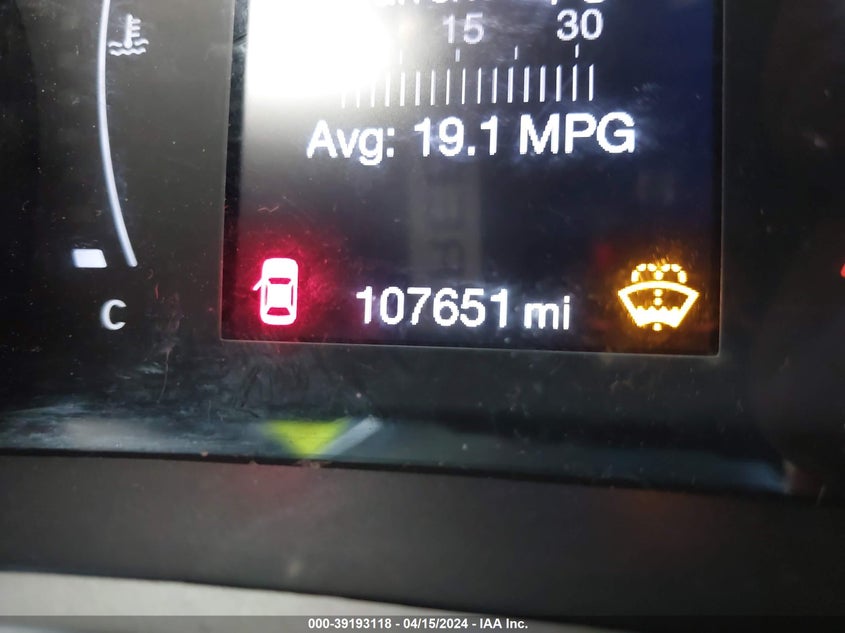 15 30
Avg: 19.1 MPG
107651 mi
C
000-39193118 - 04/15/2024 - IAA Inc.